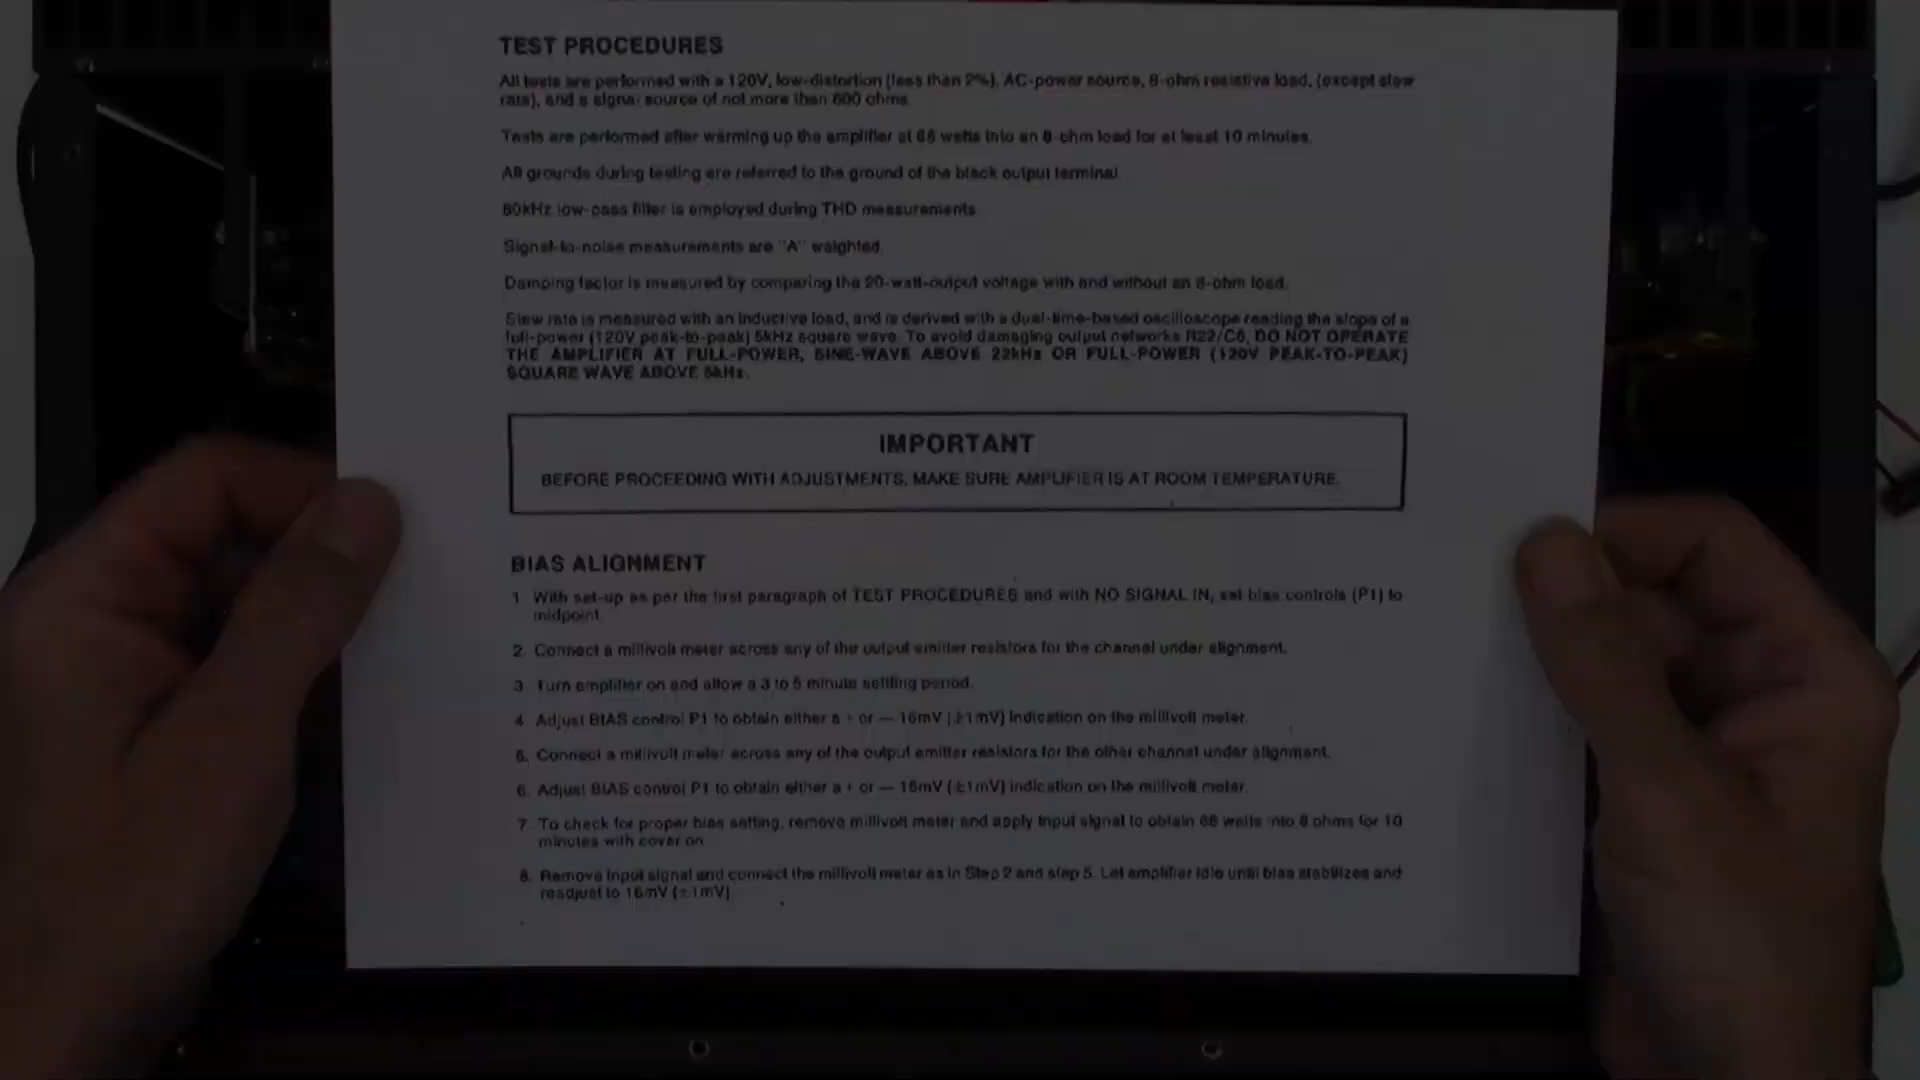 TEST PROCEDURES
All tests are performed with a 120V, low-distortion (less than 2%), AC-power source, 8-ohm resistive load, (except slew
rate), and a signal source of not more than 600 ohms.
Tests are performed after warming up the amplifier at 66 watts into an 8-ohm load for at least 10 minutes.
All grounds during testing are referred to the ground of the black output terminal.
80kHz low-pass filter is employed during THD measurements.
Signal-to-noise measurements are "A" weighted.
Damping factor is measured by comparing the 20-watt-output voltage with and without an 8-ohm load.
Slew rate is measured with an inductive load, and is derived with a dual-time-based oscilloscope reading the slope of a
full-power (120V peak-to-peak) 5kHz square wave. To avoid damaging output networks R22/C6, DO NOT OPERATE
THE AMPLIFIER AT FULL-POWER, SINE-WAVE ABOVE 22kHz OR FULL-POWER (120V PEAK-TO-PEAK)
SQUARE WAVE ABOVE 5kHz.
IMPORTANT
BEFORE PROCEEDING WITH ADJUSTMENTS, MAKE SURE AMPLIFIER IS AT ROOM TEMPERATURE.
BIAS ALIGNMENT
1. With set-up as per the first paragraph of TEST PROCEDURES and with NO SIGNAL IN, set bias controls (P1) to
midpoint.
2. Connect a millivolt meter across any of the output emitter resistors for the channel under alignment.
3. Turn amplifier on and allow a 3 to 5 minute settling period.
4. Adjust BIAS control P1 to obtain either a + or — 16mV (±1mV) indication on the millivolt meter.
5. Connect a millivolt meter across any of the output emitter resistors for the other channel under alignment.
6. Adjust BIAS control P1 to obtain either a + or — 16mV (±1mV) indication on the millivolt meter.
7. To check for proper bias setting, remove millivolt meter and apply input signal to obtain 66 watts into 8 ohms for 10
minutes with cover on.
8. Remove input signal and connect the millivolt meter as in Step 2 and step 5. Let amplifier idle until bias stabilizes and
readjust to 16mV (±1mV).